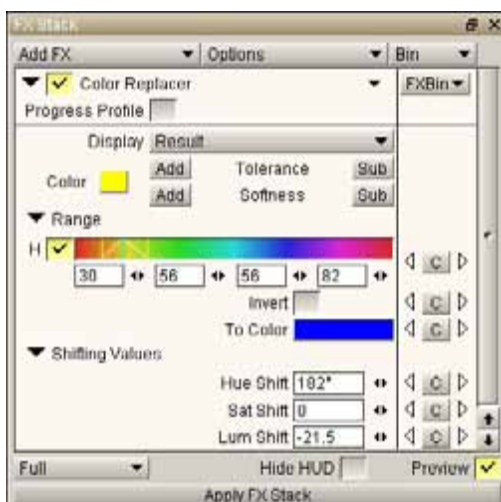 FX Stack
Add FX Options Bin
Color Replacer FXBin
Progress Profile
Display Result
Color Add Tolerance Sub
Add Softness Sub
Range
H
30 56 56 82 C
Invert C
To Color C
Shifting Values
Hue Shift 182° C
Sat Shift 0 C
Lum Shift -21.5 C
Full Hide HUD Preview
Apply FX Stack